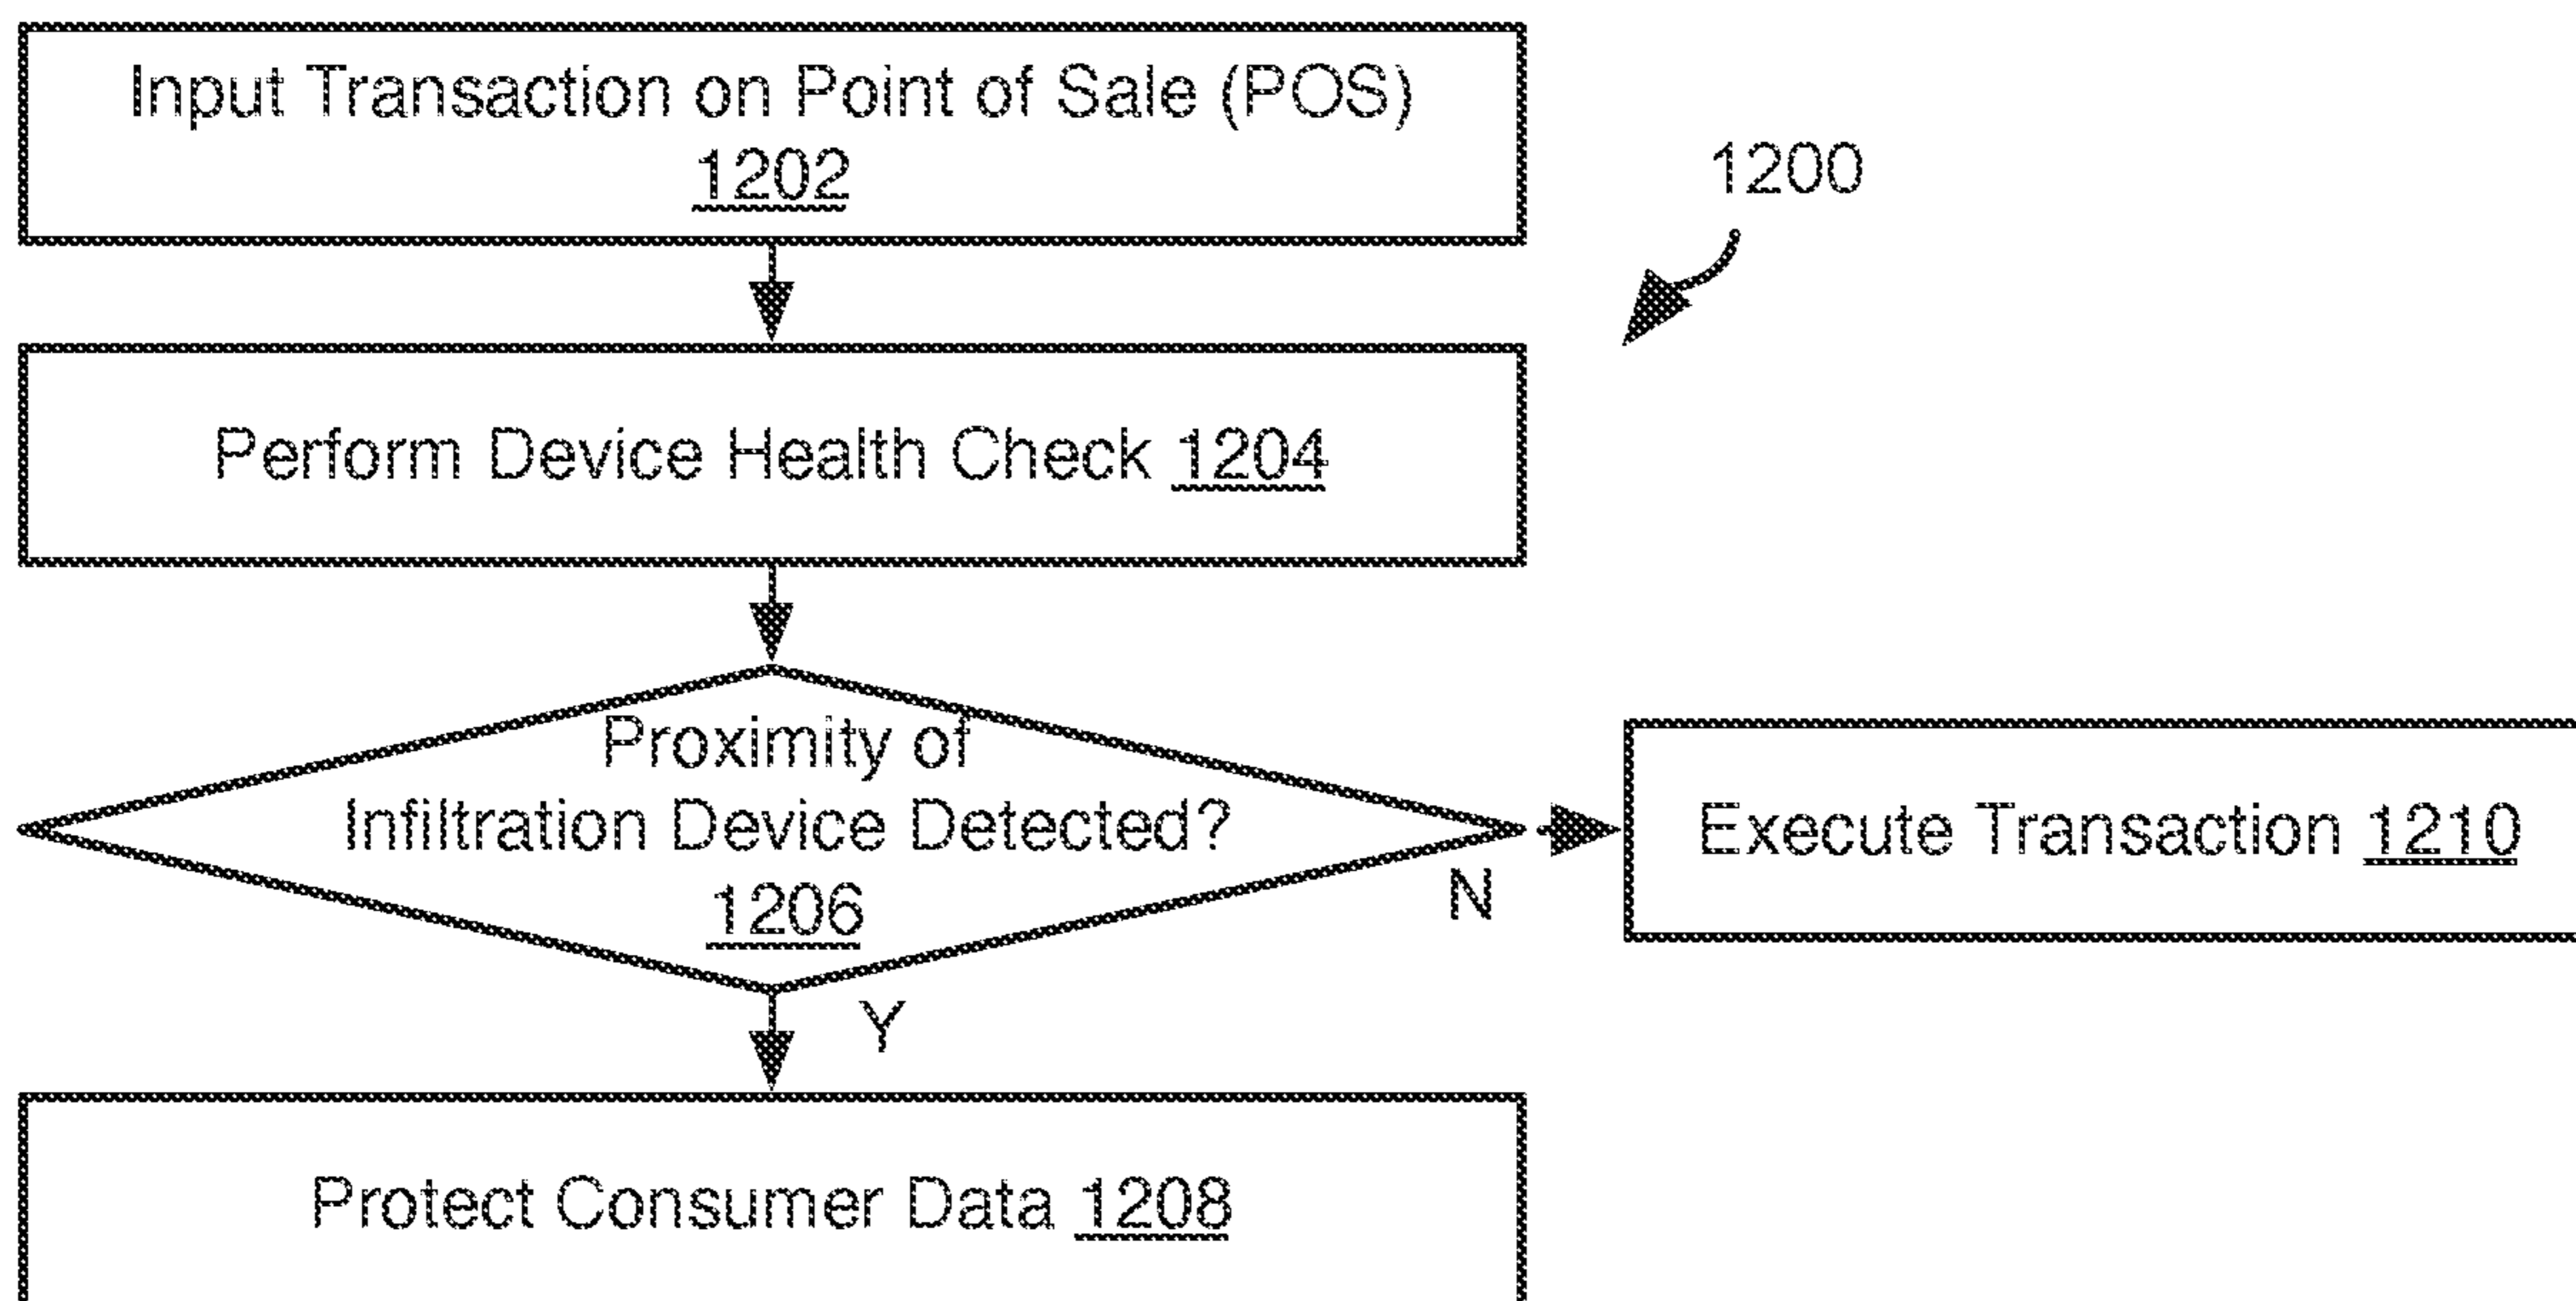 Input Transaction on Point of Sale (POS)
1202
1200
Perform Device Health Check 1204
Proximity of
Infiltration Device Detected?
1206
N
Execute Transaction 1210
Y
Protect Consumer Data 1208